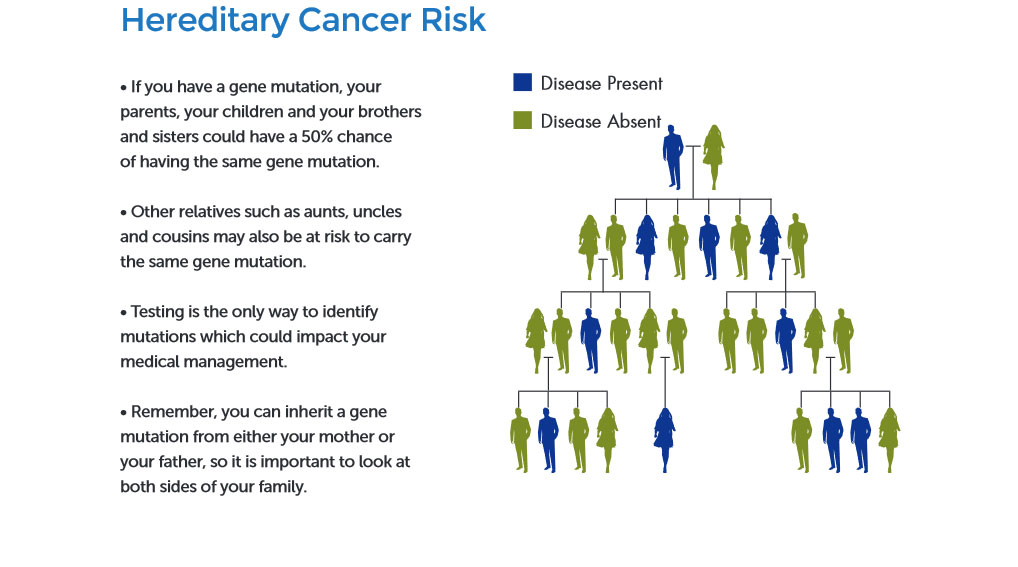 Hereditary Cancer Risk
• If you have a gene mutation, your
parents, your children and your brothers
and sisters could have a 50% chance
of having the same gene mutation.
• Other relatives such as aunts, uncles
and cousins may also be at risk to carry
the same gene mutation.
• Testing is the only way to identify
mutations which could impact your
medical management.
• Remember, you can inherit a gene
mutation from either your mother or
your father, so it is important to look at
both sides of your family.
Disease Present
Disease Absent